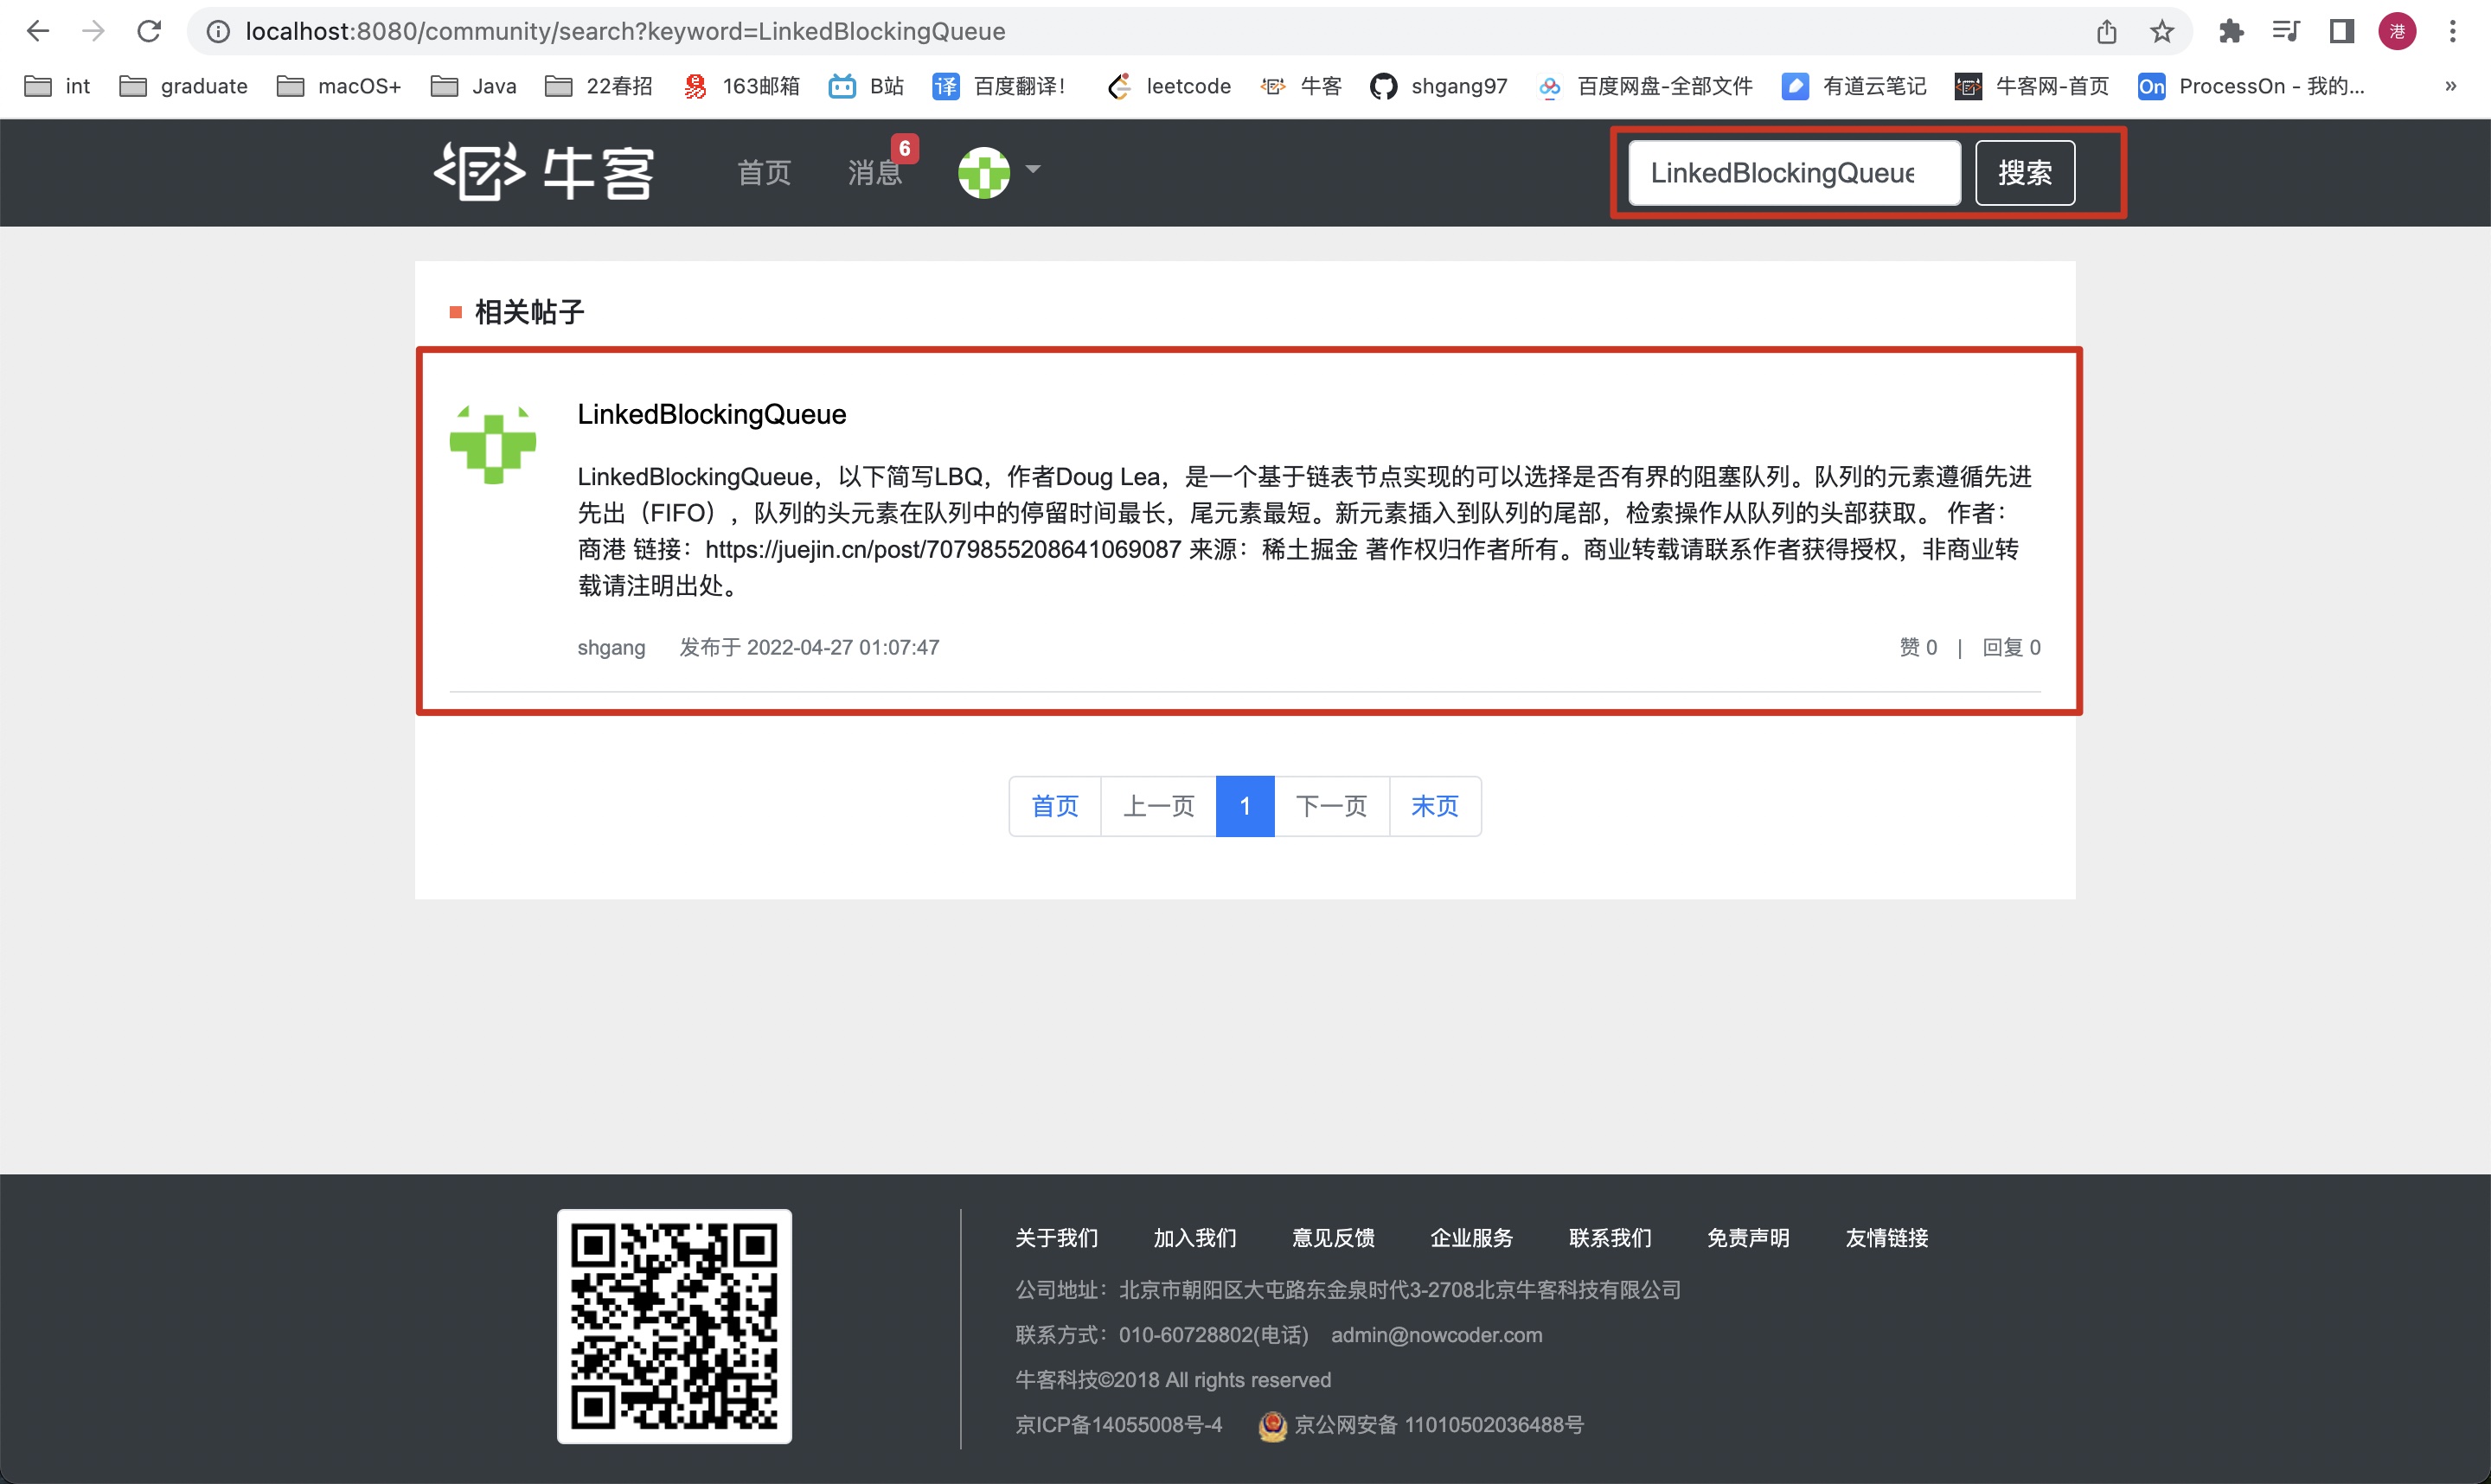 localhost:8080/community/search?keyword=LinkedBlockingQueue
港
int graduate macOS+ Java 22春招 163邮箱 B站 译 百度翻译! leetcode 牛客 shgang97 百度网盘-全部文件 有道云笔记 牛客网-首页 On ProcessOn - 我的... »
牛客 首页 消息 6 LinkedBlockingQueue 搜索
相关帖子
LinkedBlockingQueue
LinkedBlockingQueue，以下简写LBQ，作者Doug Lea，是一个基于链表节点实现的可以选择是否有界的阻塞队列。队列的元素遵循先进
先出（FIFO），队列的头元素在队列中的停留时间最长，尾元素最短。新元素插入到队列的尾部，检索操作从队列的头部获取。 作者：
商港 链接：https://juejin.cn/post/7079855208641069087 来源：稀土掘金 著作权归作者所有。商业转载请联系作者获得授权，非商业转
载请注明出处。
shgang 发布于 2022-04-27 01:07:47 赞 0 | 回复 0
首页 上一页 1 下一页 末页
关于我们 加入我们 意见反馈 企业服务 联系我们 免责声明 友情链接
公司地址：北京市朝阳区大屯路东金泉时代3-2708北京牛客科技有限公司
联系方式：010-60728802(电话) admin@nowcoder.com
牛客科技©2018 All rights reserved
京ICP备14055008号-4 京公网安备 11010502036488号